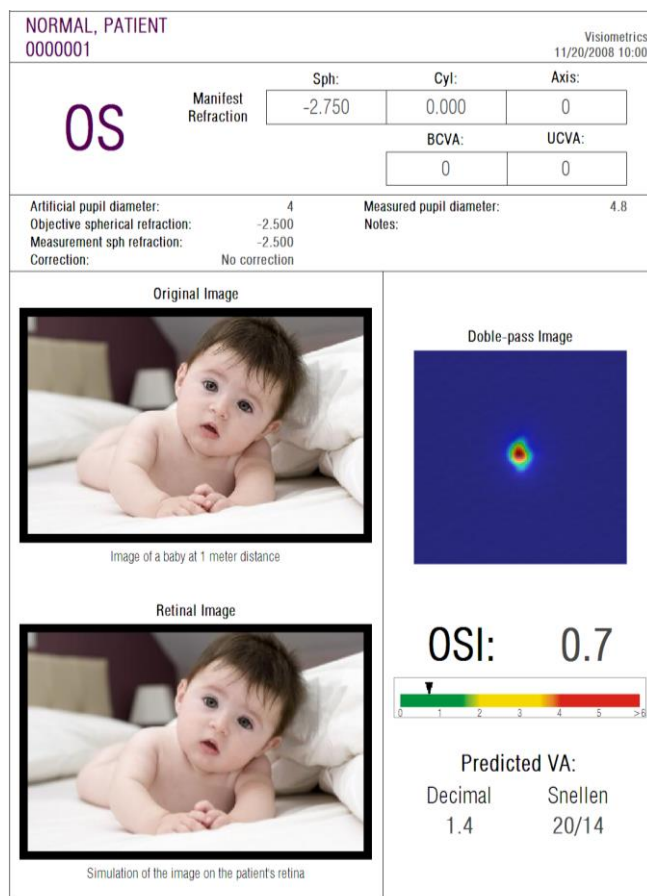 NORMAL, PATIENT
0000001
Visiometrics
11/20/2008 10:00
OS
Manifest Refraction
Sph: Cyl: Axis:
-2.750 0.000 0
BCVA: UCVA:
0 0
Artificial pupil diameter: 4 Measured pupil diameter: 4.8
Objective spherical refraction: -2.500 Notes:
Measurement sph refraction: -2.500
Correction: No correction
Original Image
Image of a baby at 1 meter distance
Retinal Image
Simulation of the image on the patient's retina
Doble-pass Image
OSI: 0.7
0 1 2 3 4 5 >6
Predicted VA:
Decimal Snellen
1.4 20/14